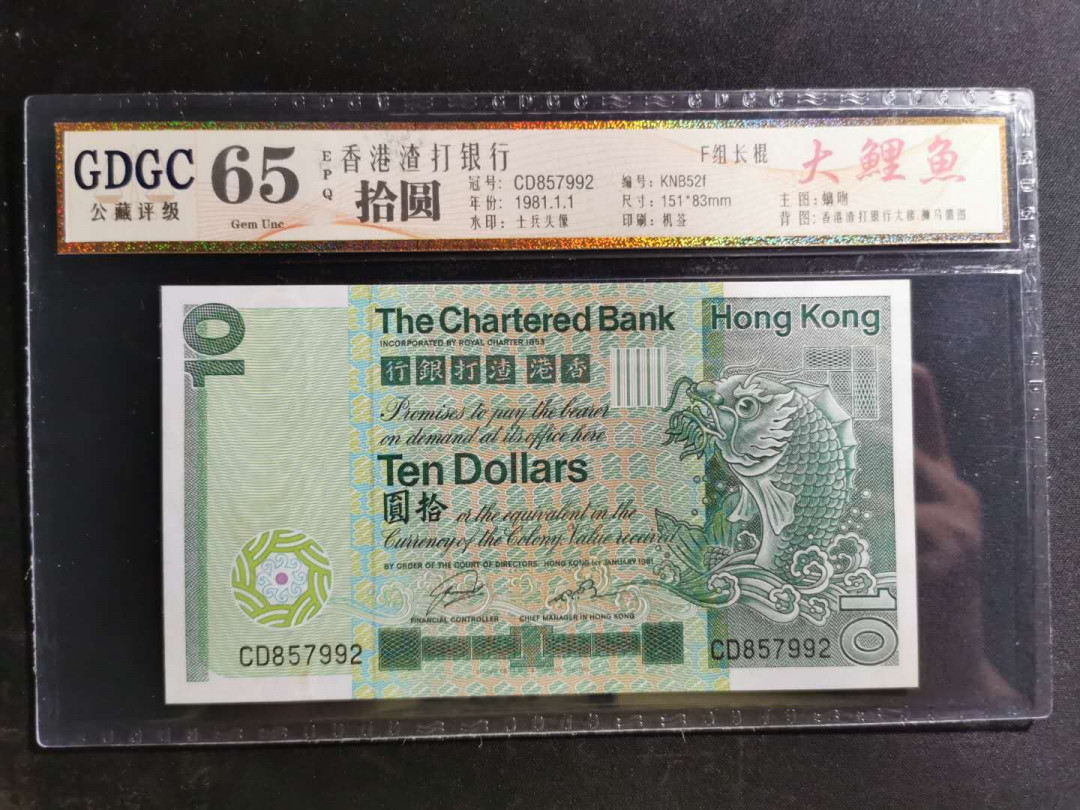 GDGC
公藏评级
65
Gem Unc
EPQ
香港渣打银行
拾圆
冠号: CD857992
年份: 1981.1.1
水印: 士兵头像
F组长棍
编号: KNB52f
尺寸: 151*83mm
印刷: 机签
大鲤鱼
主图: 螭吻
背图: 香港渣打银行大楼
10
The Chartered Bank
Hong Kong
INCORPORATED BY ROYAL CHARTER 1853
行銀打渣港香
Promises to pay the bearer
on demand at its office here
Ten Dollars
圓拾
or the equivalent in the
Currency of the Colony. Value received
BY ORDER OF THE COURT OF DIRECTORS HONG KONG 1ST JANUARY 1981
FINANCIAL CONTROLLER
CHIEF MANAGER IN HONG KONG
CD857992
CD857992
10